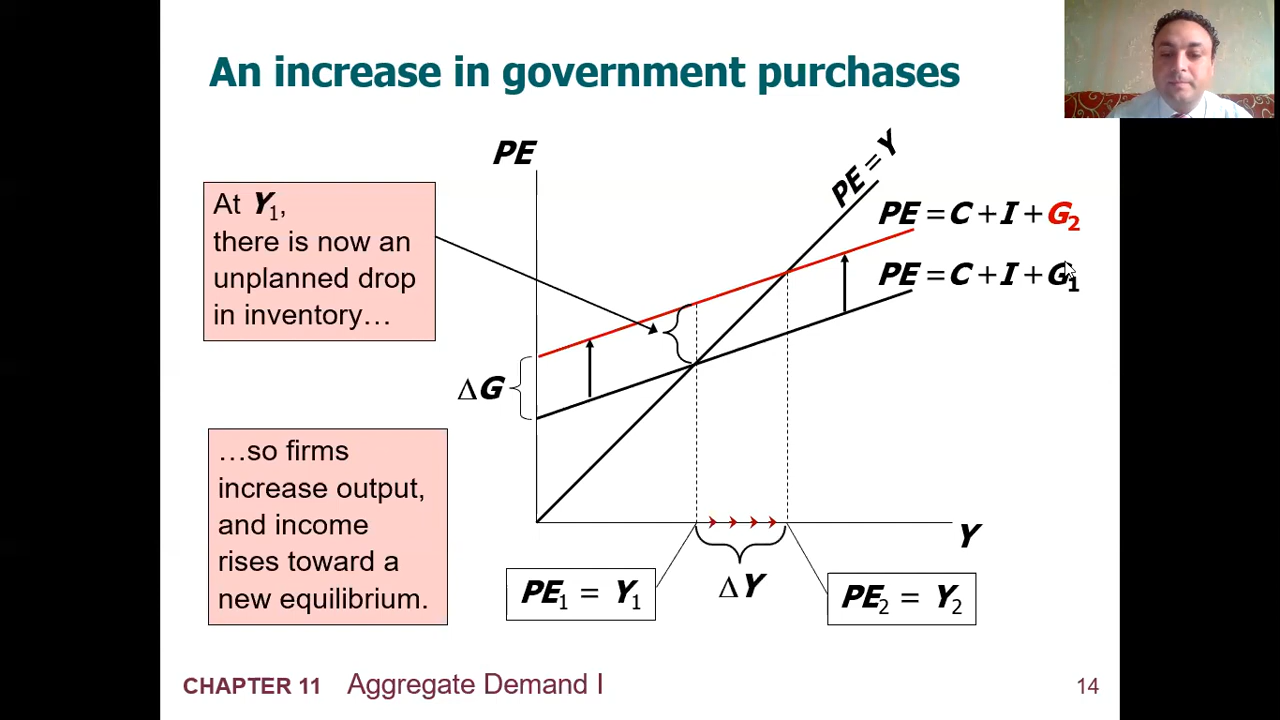 An increase in government purchases
PE
PE = Y
At Y₁,
there is now an
unplanned drop
in inventory…
PE = C + I + G₂
PE = C + I + G₁
ΔG
…so firms
increase output,
and income
rises toward a
new equilibrium.
Y
PE₁ = Y₁
ΔY
PE₂ = Y₂
CHAPTER 11 Aggregate Demand I
14